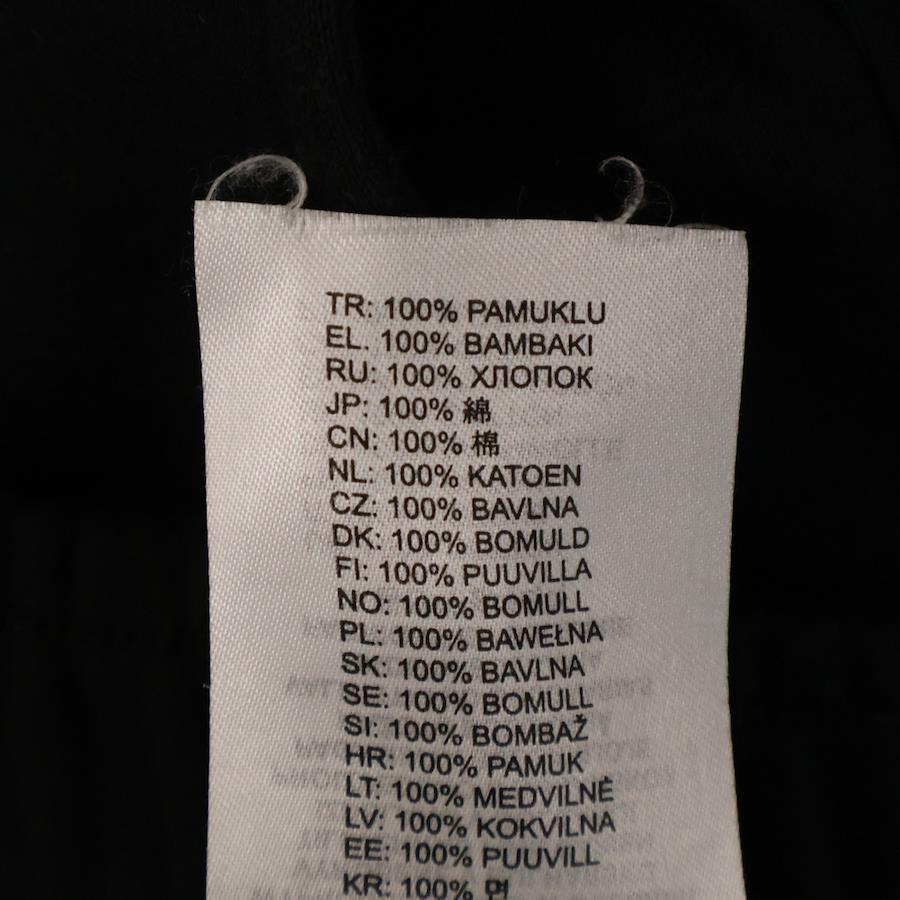 TR: 100% PAMUKLU
EL. 100% BAMBAKI
RU: 100% ХЛОПОК
JP: 100% 綿
CN: 100% 棉
NL: 100% KATOEN
CZ: 100% BAVLNA
DK: 100% BOMULD
FI: 100% PUUVILLA
NO: 100% BOMULL
PL: 100% BAWEŁNA
SK: 100% BAVLNA
SE: 100% BOMULL
SI: 100% BOMBAŽ
HR: 100% PAMUK
LT: 100% MEDVILNĖ
LV: 100% KOKVILNA
EE: 100% PUUVILL
KR: 100% 면